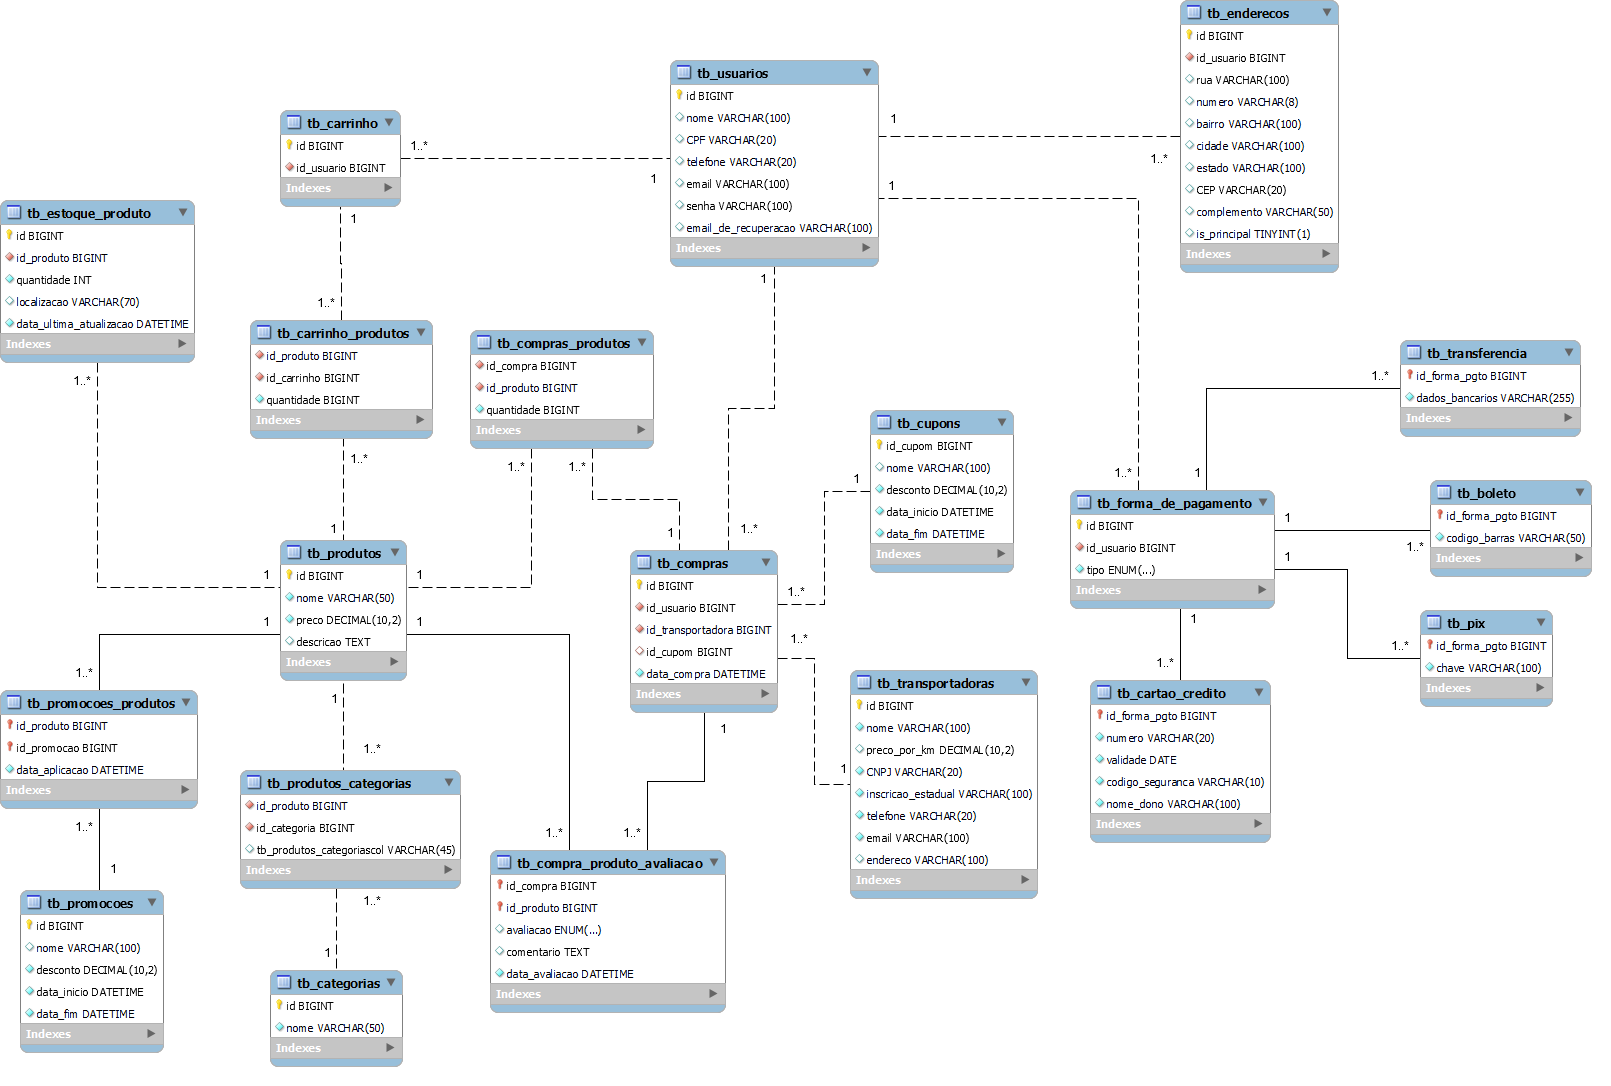 tb_enderecos
id BIGINT
id_usuario BIGINT
rua VARCHAR(100)
numero VARCHAR(8)
bairro VARCHAR(100)
cidade VARCHAR(100)
estado VARCHAR(100)
CEP VARCHAR(20)
complemento VARCHAR(50)
is_principal TINYINT(1)
Indexes
tb_usuarios
id BIGINT
nome VARCHAR(100)
CPF VARCHAR(20)
telefone VARCHAR(20)
email VARCHAR(100)
senha VARCHAR(100)
email_de_recuperacao VARCHAR(100)
Indexes
1
1..*
1
1..*
1
tb_carrinho
id BIGINT
id_usuario BIGINT
Indexes
1
1..*
tb_estoque_produto
id BIGINT
id_produto BIGINT
quantidade INT
localizacao VARCHAR(70)
data_ultima_atualizacao DATETIME
Indexes
1..*
tb_carrinho_produtos
id_produto BIGINT
id_carrinho BIGINT
quantidade BIGINT
Indexes
1..*
1
tb_compras_produtos
id_compra BIGINT
id_produto BIGINT
quantidade BIGINT
Indexes
1..*
1..*
1
1..*
1
tb_cupons
id_cupom BIGINT
nome VARCHAR(100)
desconto DECIMAL(10,2)
data_inicio DATETIME
data_fim DATETIME
Indexes
1
tb_transferencia
id_forma_pgto BIGINT
dados_bancarios VARCHAR(255)
Indexes
1..*
1
1..*
tb_forma_de_pagamento
id BIGINT
id_usuario BIGINT
tipo ENUM(...)
Indexes
1
1..*
1
1..*
1
1..*
tb_boleto
id_forma_pgto BIGINT
codigo_barras VARCHAR(50)
Indexes
tb_pix
id_forma_pgto BIGINT
chave VARCHAR(100)
Indexes
tb_cartao_credito
id_forma_pgto BIGINT
numero VARCHAR(20)
validade DATE
codigo_seguranca VARCHAR(10)
nome_dono VARCHAR(100)
Indexes
tb_produtos
id BIGINT
nome VARCHAR(50)
preco DECIMAL(10,2)
descricao TEXT
Indexes
1
1
1
1
1
tb_compras
id BIGINT
id_usuario BIGINT
id_transportadora BIGINT
id_cupom BIGINT
data_compra DATETIME
Indexes
1..*
1..*
1
tb_transportadoras
id BIGINT
nome VARCHAR(100)
preco_por_km DECIMAL(10,2)
CNPJ VARCHAR(20)
inscricao_estadual VARCHAR(100)
telefone VARCHAR(20)
email VARCHAR(100)
endereco VARCHAR(100)
Indexes
1
1..*
tb_promocoes_produtos
id_produto BIGINT
id_promocao BIGINT
data_aplicacao DATETIME
Indexes
1..*
1
tb_produtos_categorias
id_produto BIGINT
id_categoria BIGINT
tb_produtos_categoriascol VARCHAR(45)
Indexes
1..*
1..*
1
1..*
1..*
tb_compra_produto_avaliacao
id_compra BIGINT
id_produto BIGINT
avaliacao ENUM(...)
comentario TEXT
data_avaliacao DATETIME
Indexes
tb_promocoes
id BIGINT
nome VARCHAR(100)
desconto DECIMAL(10,2)
data_inicio DATETIME
data_fim DATETIME
Indexes
tb_categorias
id BIGINT
nome VARCHAR(50)
Indexes